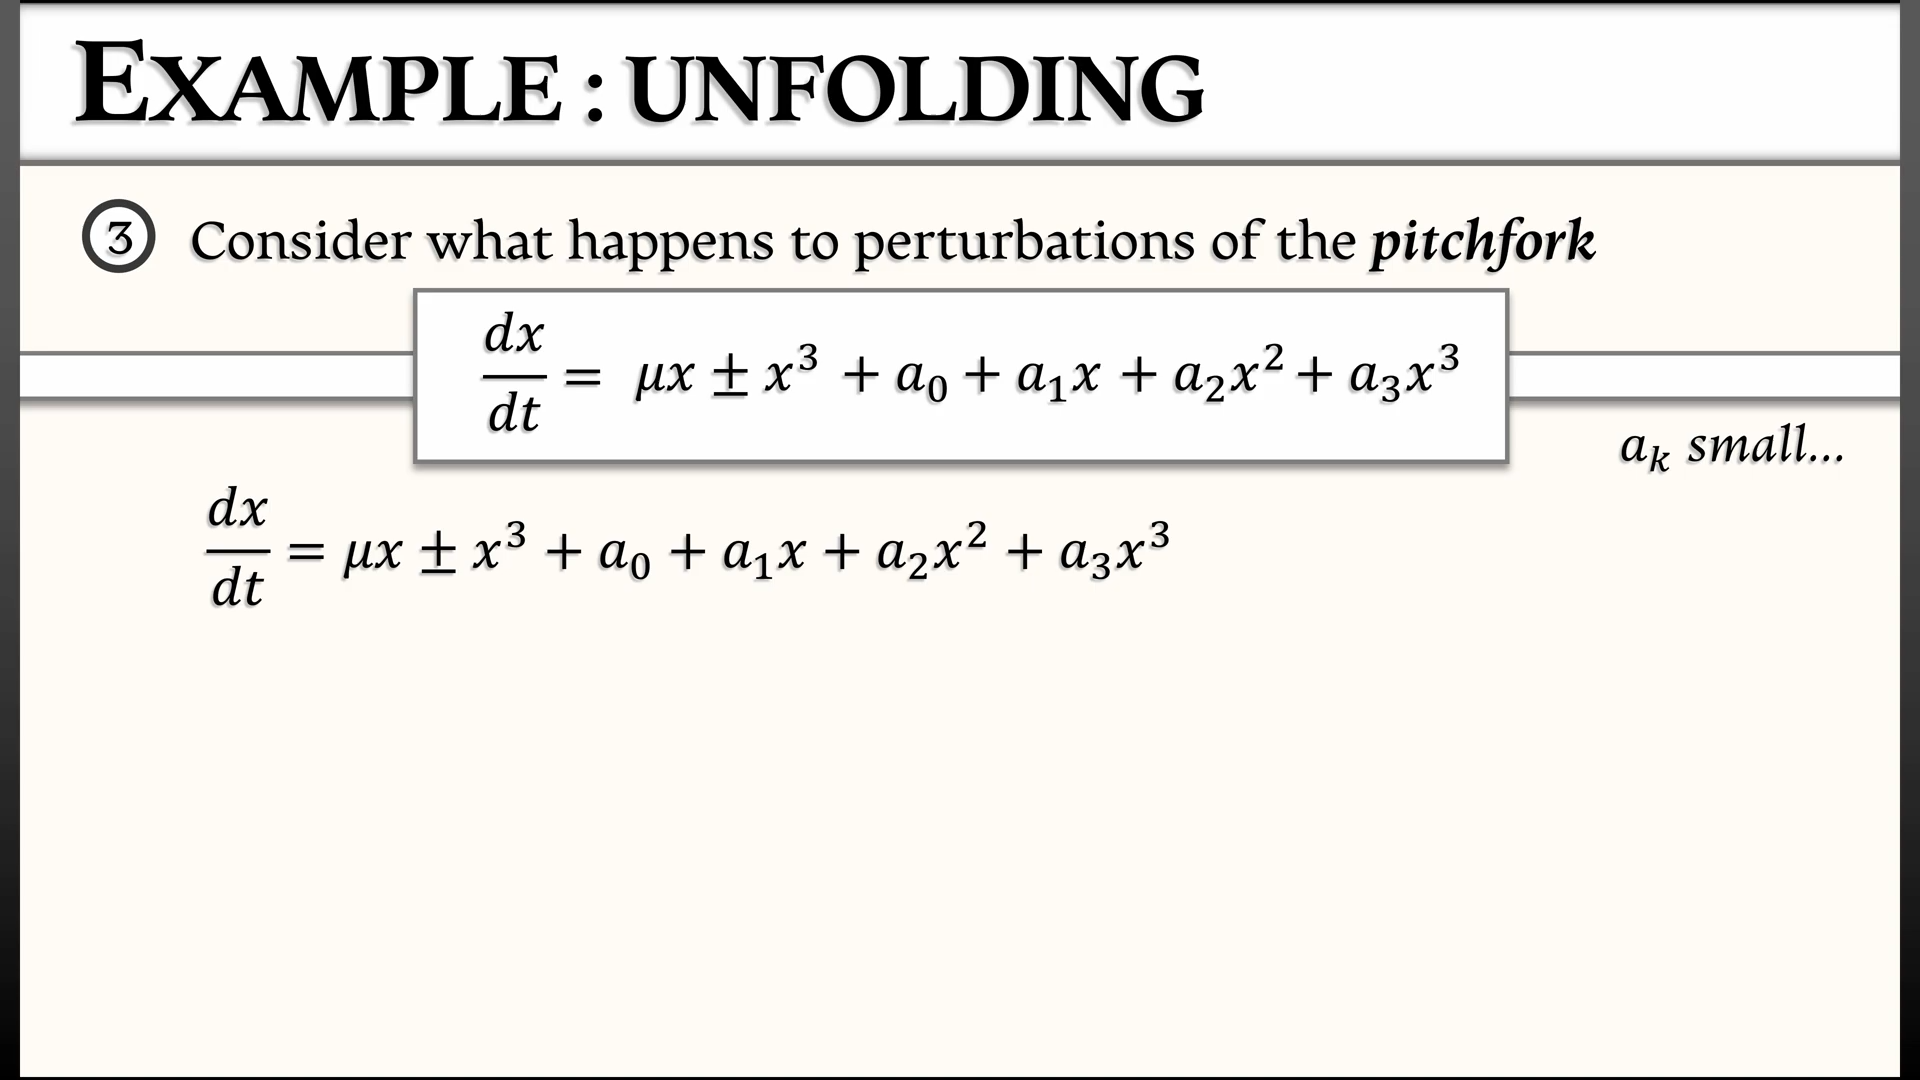 EXAMPLE : UNFOLDING
3 Consider what happens to perturbations of the pitchfork
dx/dt = μx ± x³ + a₀ + a₁x + a₂x² + a₃x³
aₖ small...
dx/dt = μx ± x³ + a₀ + a₁x + a₂x² + a₃x³